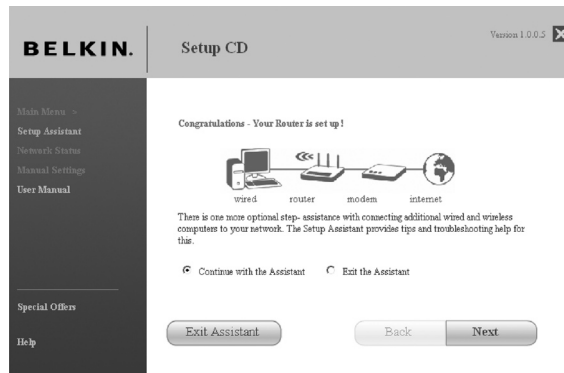 BELKIN.
Setup CD
Version 1.0.0.5
Main Menu >
Setup Assistant
Network Status
Manual Settings
User Manual
Special Offers
Help
Congratulations - Your Router is set up!
wired router modem internet
There is one more optional step- assistance with connecting additional wired and wireless
computers to your network. The Setup Assistant provides tips and troubleshooting help for
this.
Continue with the Assistant Exit the Assistant
Exit Assistant Back Next